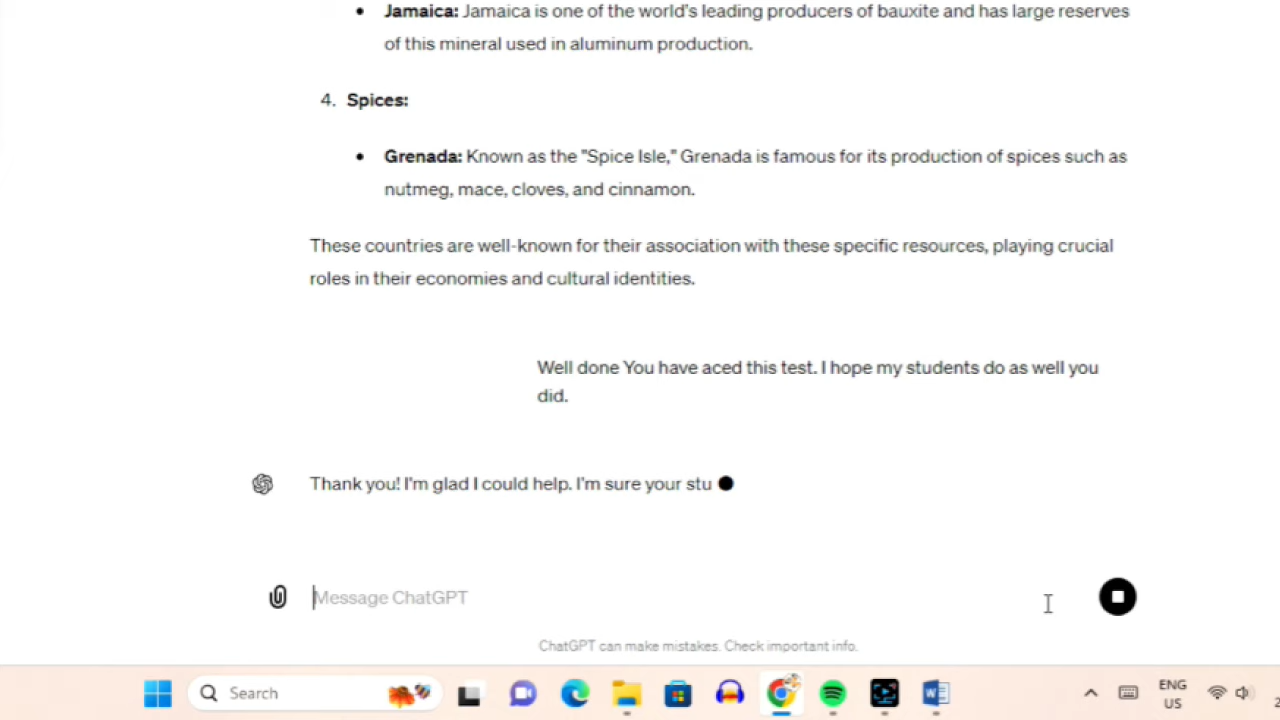 • Jamaica: Jamaica is one of the world's leading producers of bauxite and has large reserves
of this mineral used in aluminum production.
4. Spices:
• Grenada: Known as the "Spice Isle," Grenada is famous for its production of spices such as
nutmeg, mace, cloves, and cinnamon.
These countries are well-known for their association with these specific resources, playing crucial
roles in their economies and cultural identities.
Well done You have aced this test. I hope my students do as well you
did.
Thank you! I'm glad I could help. I'm sure your stu
Message ChatGPT
ChatGPT can make mistakes. Check important info.
Search
ENG
US